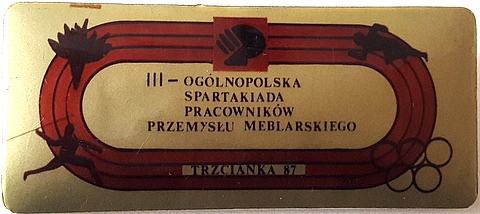 III - OGÓLNOPOLSKA
SPARTAKIADA
PRACOWNIKÓW
PRZEMYSŁU MEBLARSKIEGO
TRZCIANKA 87